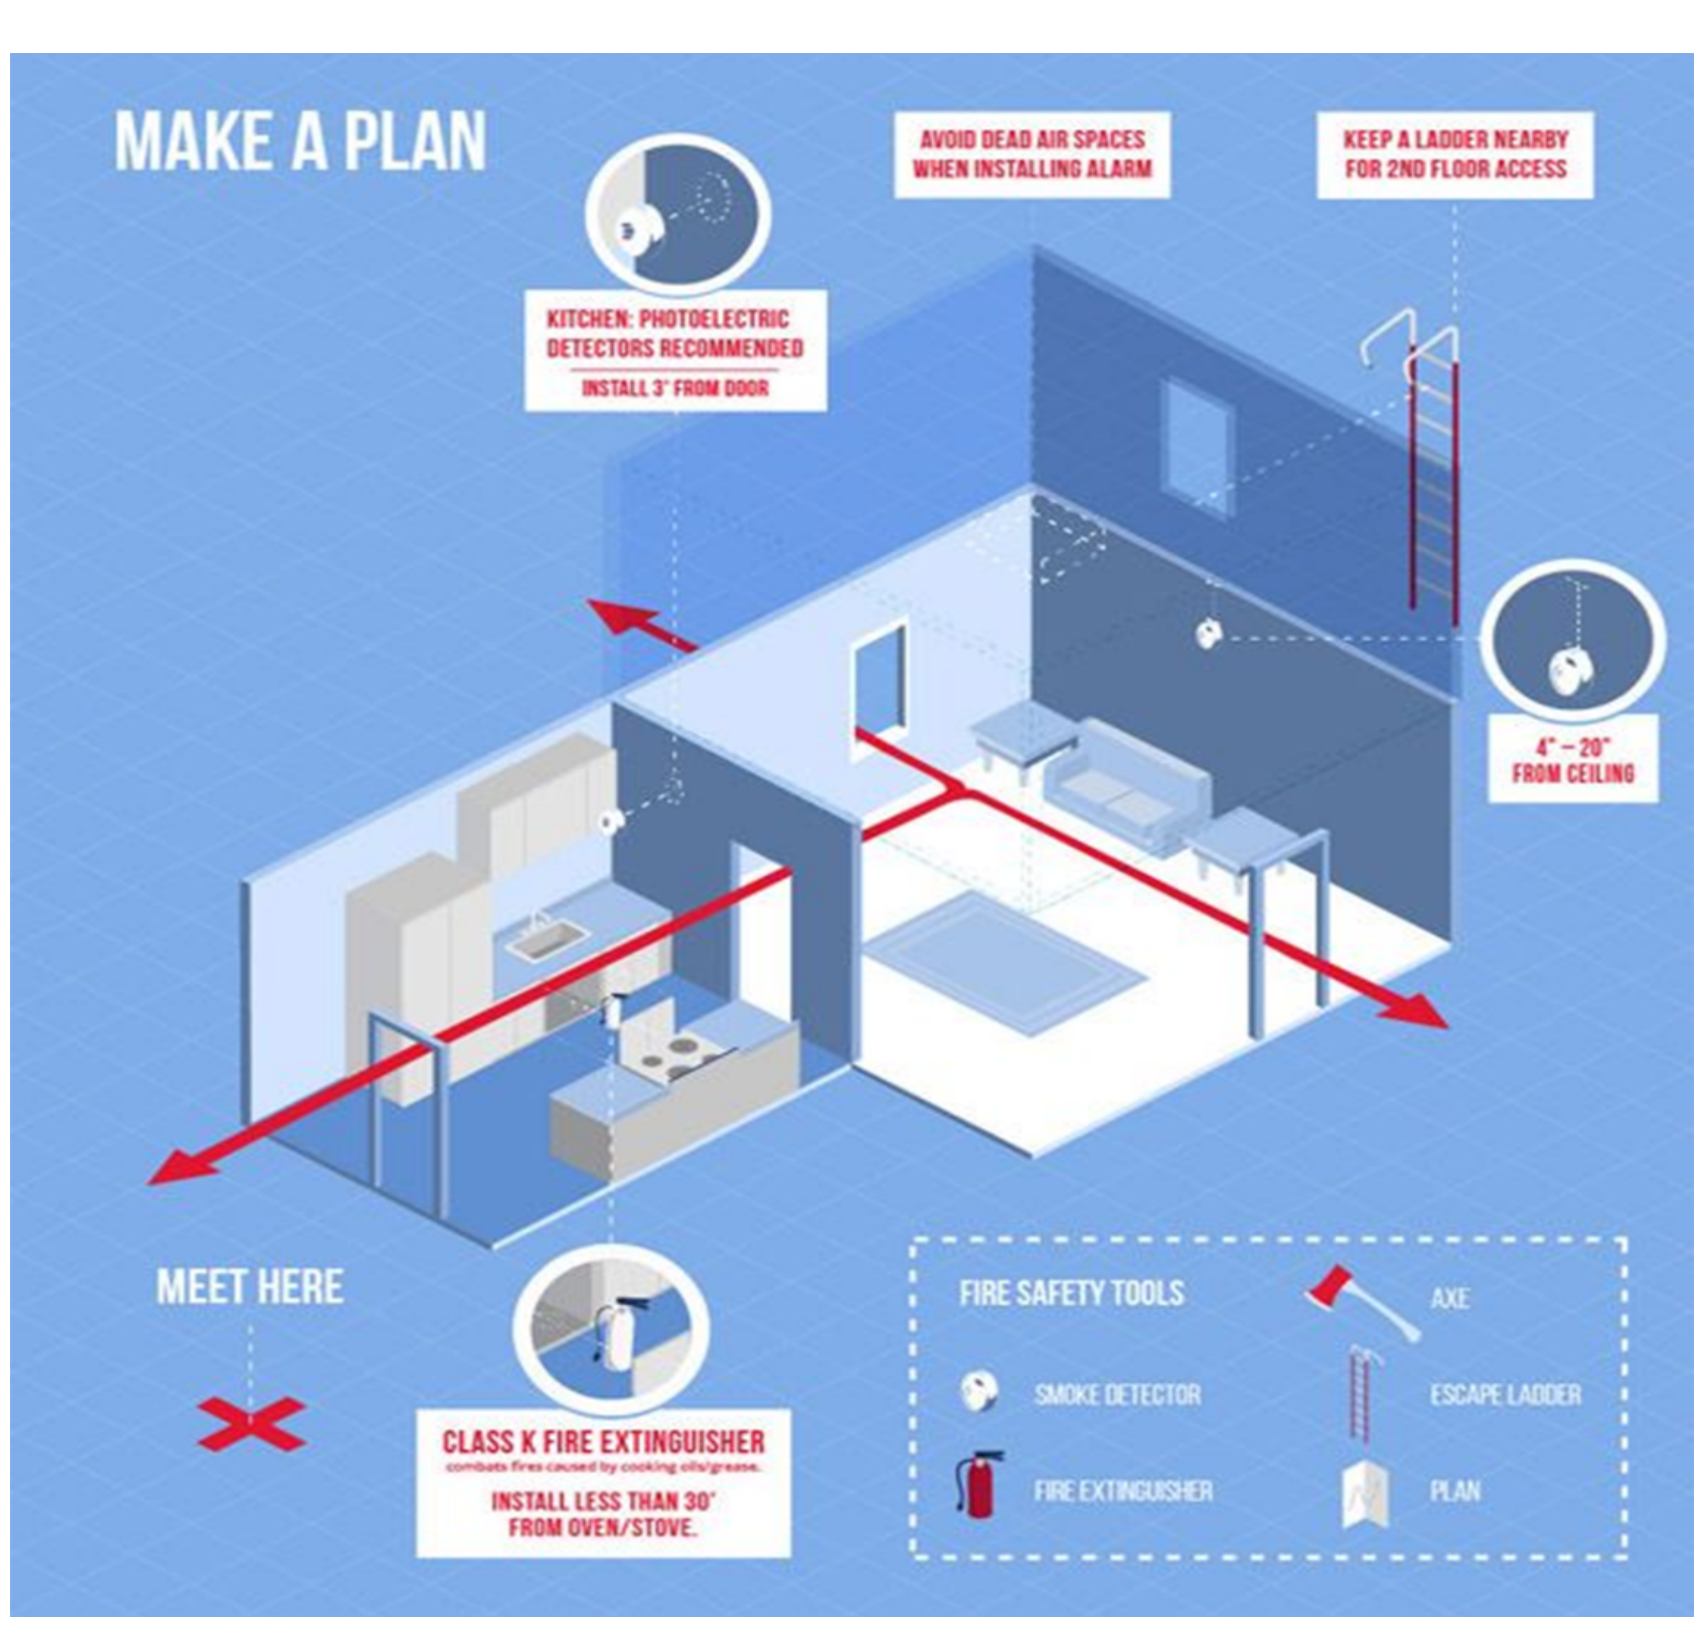 MAKE A PLAN
AVOID DEAD AIR SPACES
WHEN INSTALLING ALARM
KEEP A LADDER NEARBY
FOR 2ND FLOOR ACCESS
KITCHEN: PHOTOELECTRIC
DETECTORS RECOMMENDED
INSTALL 3' FROM DOOR
4" – 20"
FROM CEILING
MEET HERE
CLASS K FIRE EXTINGUISHER
combats fires caused by cooking oils/grease.
INSTALL LESS THAN 30'
FROM OVEN/STOVE.
FIRE SAFETY TOOLS
SMOKE DETECTOR
FIRE EXTINGUISHER
AXE
ESCAPE LADDER
PLAN